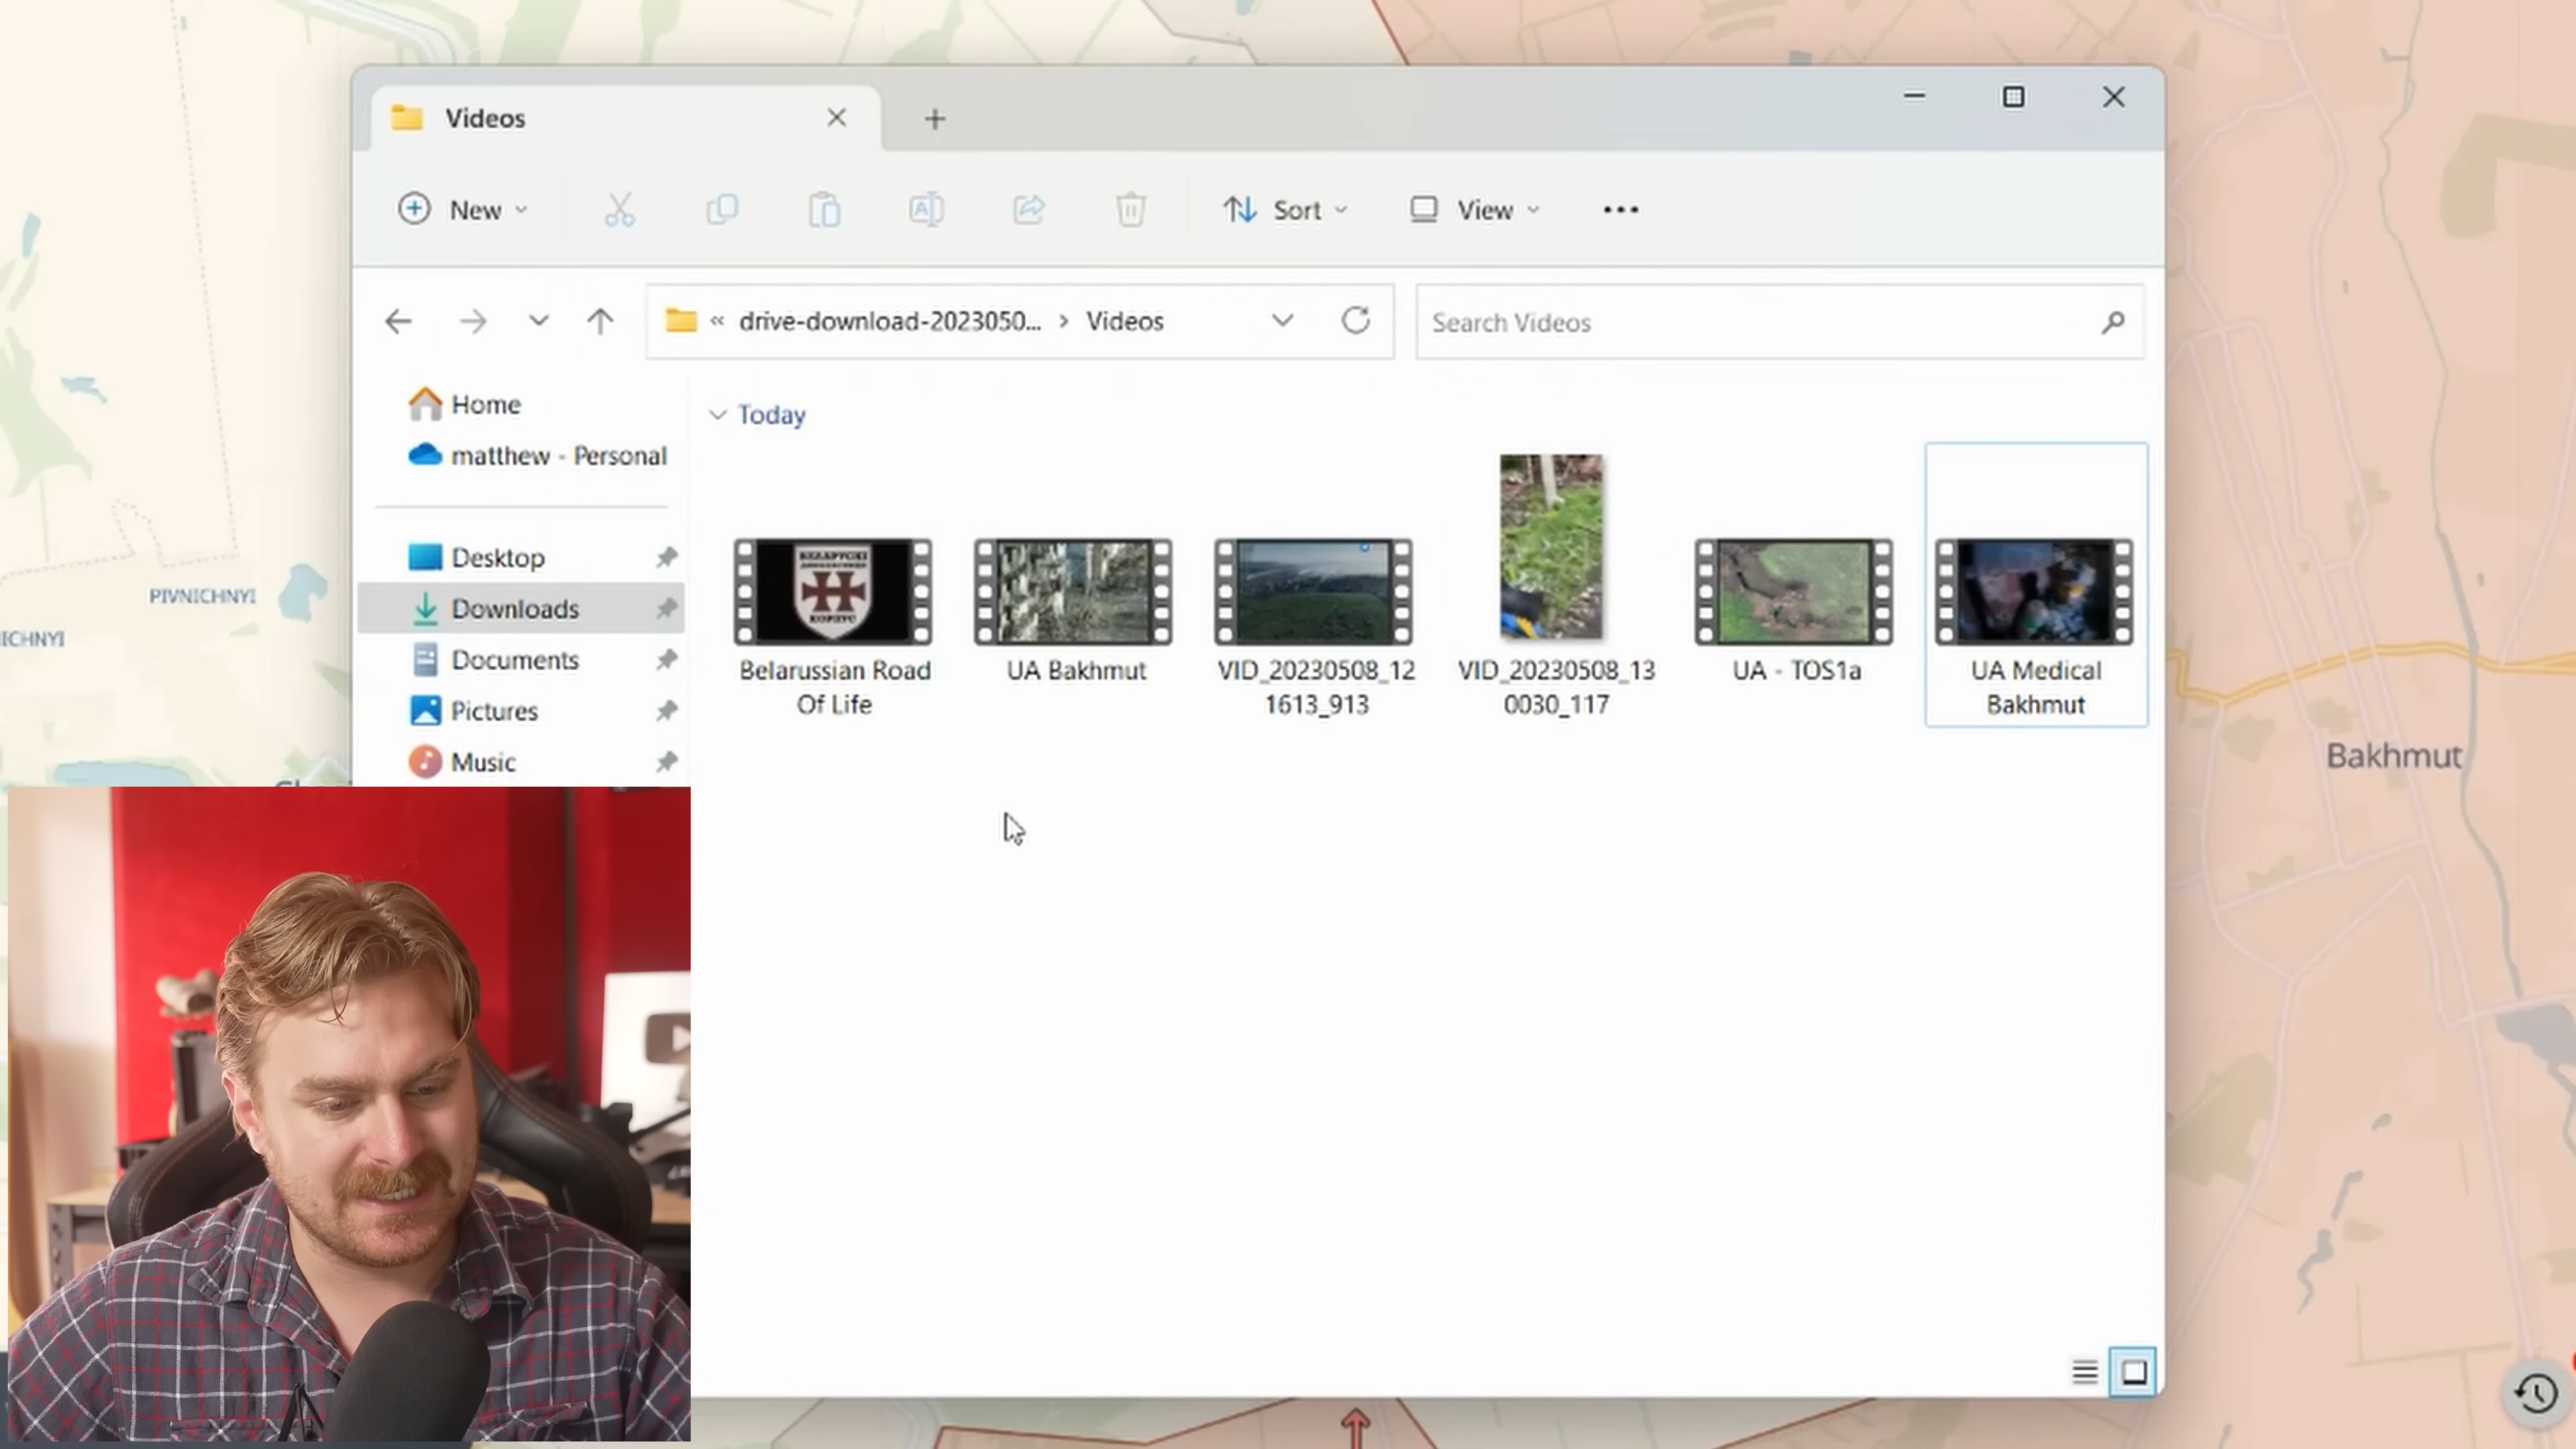 Videos
New
Sort
View
« drive-download-2023050... > Videos
Search Videos
Home
matthew - Personal
Today
Desktop
Downloads
Documents
Pictures
Music
Belarussian Road
Of Life
UA Bakhmut
VID_20230508_12
1613_913
VID_20230508_13
0030_117
UA - TOS1a
UA Medical
Bakhmut
PIVNICHNYI
ICHNYI
Bakhmut